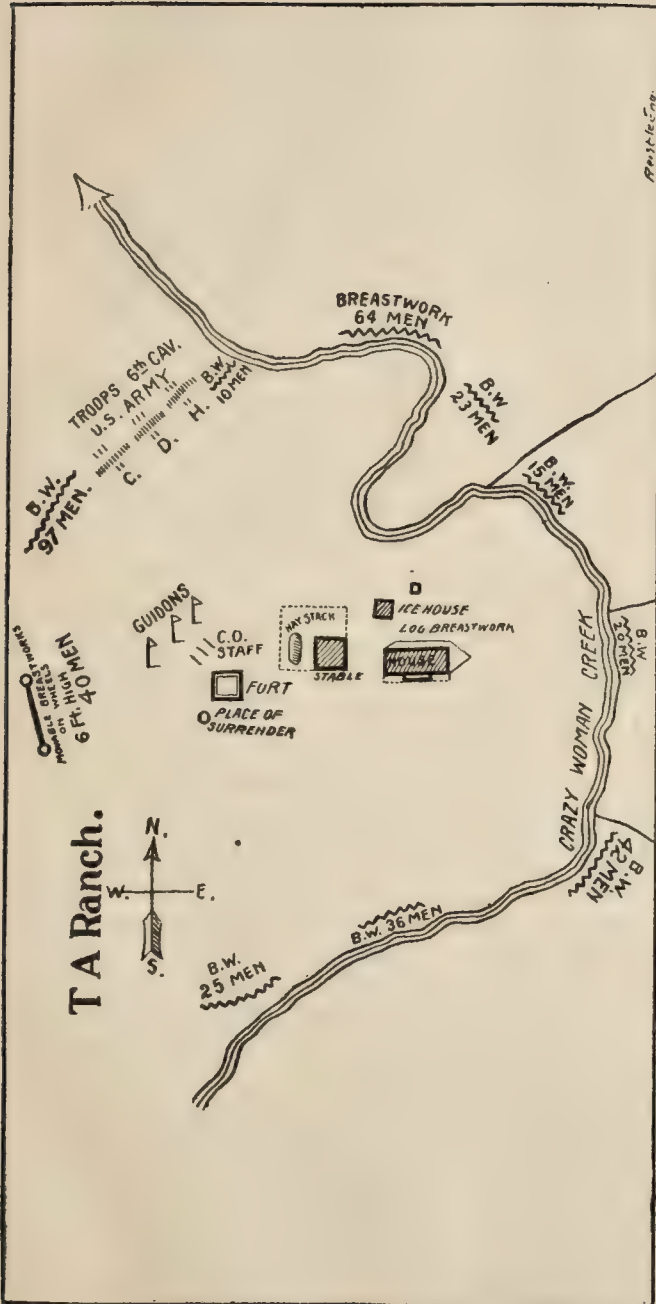 T A Ranch.
N.
W.
E.
S.
MOVABLE BREASTWORKS
ON WHEELS
6 Ft. HIGH
40 MEN
B.W.
97 MEN.
TROOPS 6th CAV.
U.S. ARMY
C. D. H.
B.W.
10 MEN
BREASTWORK
64 MEN
B.W.
23 MEN
B.W.
15 MEN
B.W.
20 MEN
B.W.
42 MEN
B.W. 36 MEN
B.W.
25 MEN
CRAZY WOMAN CREEK
GUIDONS
C.O.
STAFF
FURT
PLACE OF
SURRENDER
HAY STACK
STABLE
ICE HOUSE
LOG BREASTWORK
HOUSE